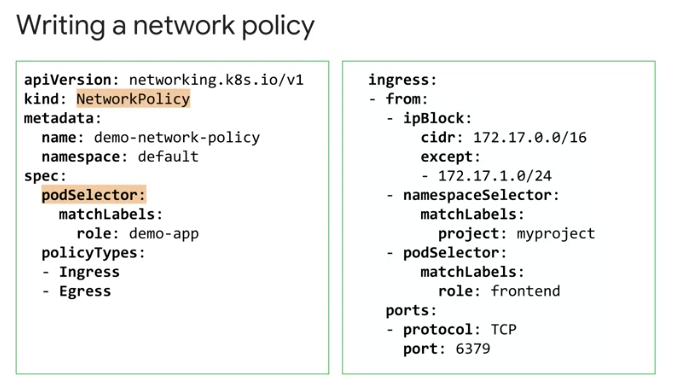 Writing a network policy
apiVersion: networking.k8s.io/v1
kind: NetworkPolicy
metadata:
  name: demo-network-policy
  namespace: default
spec:
  podSelector:
    matchLabels:
      role: demo-app
  policyTypes:
  - Ingress
  - Egress
ingress:
- from:
  - ipBlock:
      cidr: 172.17.0.0/16
      except:
      - 172.17.1.0/24
  - namespaceSelector:
      matchLabels:
        project: myproject
  - podSelector:
      matchLabels:
        role: frontend
  ports:
  - protocol: TCP
    port: 6379